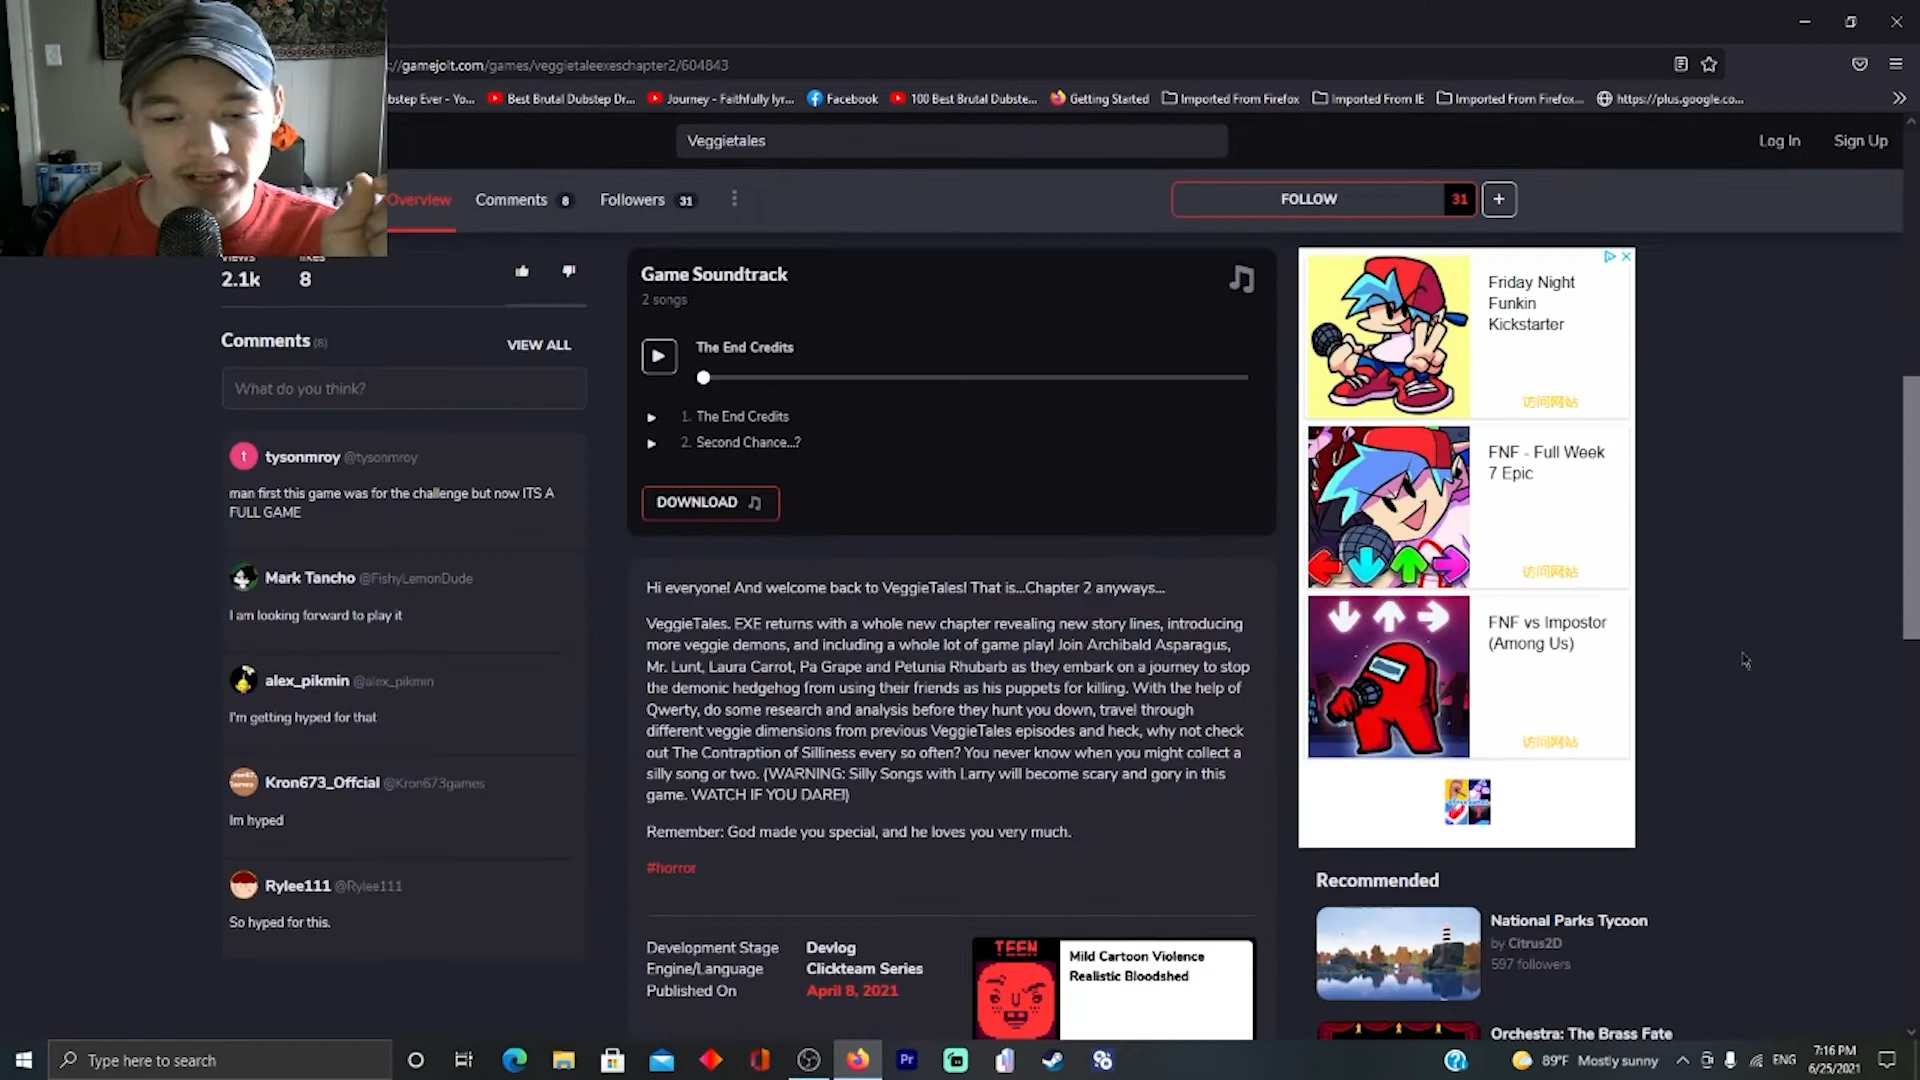 ://gamejolt.com/games/veggietaleexeschapter2/604843
bstep Ever - Yo...
Best Brutal Dubstep Dr...
Journey - Faithfully lyr...
Facebook
100 Best Brutal Dubste...
Getting Started
Imported From Firefox
Imported From IE
Imported From Firefox...
https://plus.google.co...
Veggietales
Log In
Sign Up
Overview
Comments 8
Followers 31
FOLLOW 31
+
views
likes
2.1k
8
Comments (8)
VIEW ALL
What do you think?
tysonmroy @tysonmroy
man first this game was for the challenge but now ITS A
FULL GAME
Mark Tancho @FishyLemonDude
I am looking forward to play it
alex_pikmin @alex_pikmin
I'm getting hyped for that
Kron673_Offcial @Kron673games
Im hyped
Rylee111 @Rylee111
So hyped for this.
Game Soundtrack
2 songs
The End Credits
1. The End Credits
2. Second Chance...?
DOWNLOAD
Hi everyone! And welcome back to VeggieTales! That is...Chapter 2 anyways...
VeggieTales. EXE returns with a whole new chapter revealing new story lines, introducing
more veggie demons, and including a whole lot of game play! Join Archibald Asparagus,
Mr. Lunt, Laura Carrot, Pa Grape and Petunia Rhubarb as they embark on a journey to stop
the demonic hedgehog from using their friends as his puppets for killing. With the help of
Qwerty, do some research and analysis before they hunt you down, travel through
different veggie dimensions from previous VeggieTales episodes and heck, why not check
out The Contraption of Silliness every so often? You never know when you might collect a
silly song or two. (WARNING: Silly Songs with Larry will become scary and gory in this
game. WATCH IF YOU DARE!)
Remember: God made you special, and he loves you very much.
#horror
Development Stage
Devlog
Engine/Language
Clickteam Series
Published On
April 8, 2021
TEEN
Mild Cartoon Violence
Realistic Bloodshed
Friday Night
Funkin
Kickstarter
访问网站
FNF - Full Week
7 Epic
访问网站
FNF vs Impostor
(Among Us)
访问网站
Recommended
National Parks Tycoon
by Citrus2D
597 followers
Orchestra: The Brass Fate
Type here to search
Pr
89°F Mostly sunny
ENG
7:16 PM
6/25/2021